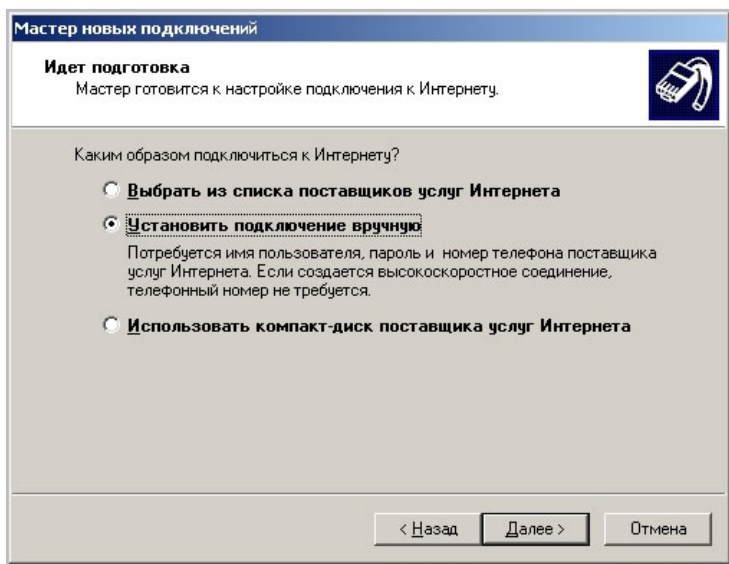 Мастер новых подключений
Идет подготовка
Мастер готовится к настройке подключения к Интернету.
Каким образом подключиться к Интернету?
Выбрать из списка поставщиков услуг Интернета
Установить подключение вручную
Потребуется имя пользователя, пароль и номер телефона поставщика
услуг Интернета. Если создается высокоскоростное соединение,
телефонный номер не требуется.
Использовать компакт-диск поставщика услуг Интернета
< Назад Далее > Отмена